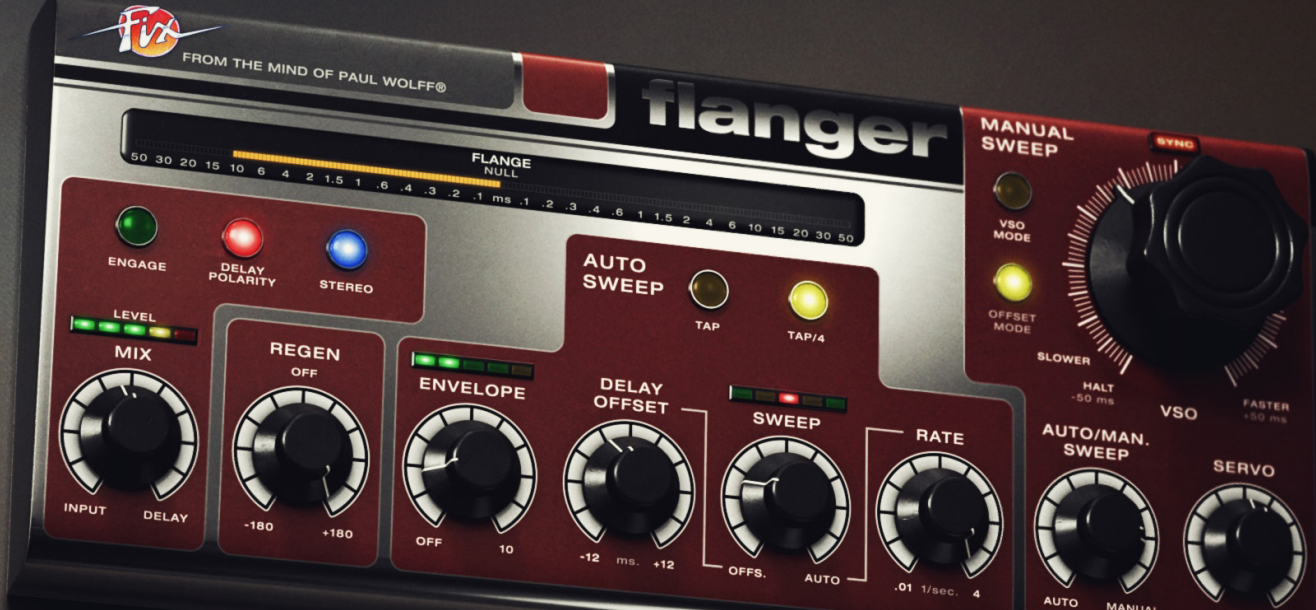 Fix
FROM THE MIND OF PAUL WOLFF®
flanger
FLANGE
NULL
50 30 20 15 10 6 4 2 1.5 1 .6 .4 .3 .2 .1 ms .1 .2 .3 .4 .6 1 1.5 2 4 6 10 15 20 30 50
MANUAL
SWEEP
SYNC
VSO
MODE
OFFSET
MODE
SLOWER
HALT
-50 ms
VSO
FASTER
+50 ms
ENGAGE
DELAY
POLARITY
STEREO
AUTO
SWEEP
TAP
TAP/4
LEVEL
MIX
INPUT
DELAY
REGEN
OFF
-180
+180
ENVELOPE
OFF
10
DELAY
OFFSET
-12 ms. +12
SWEEP
OFFS.
AUTO
RATE
.01 1/sec. 4
AUTO/MAN.
SWEEP
AUTO
MANUAL
SERVO